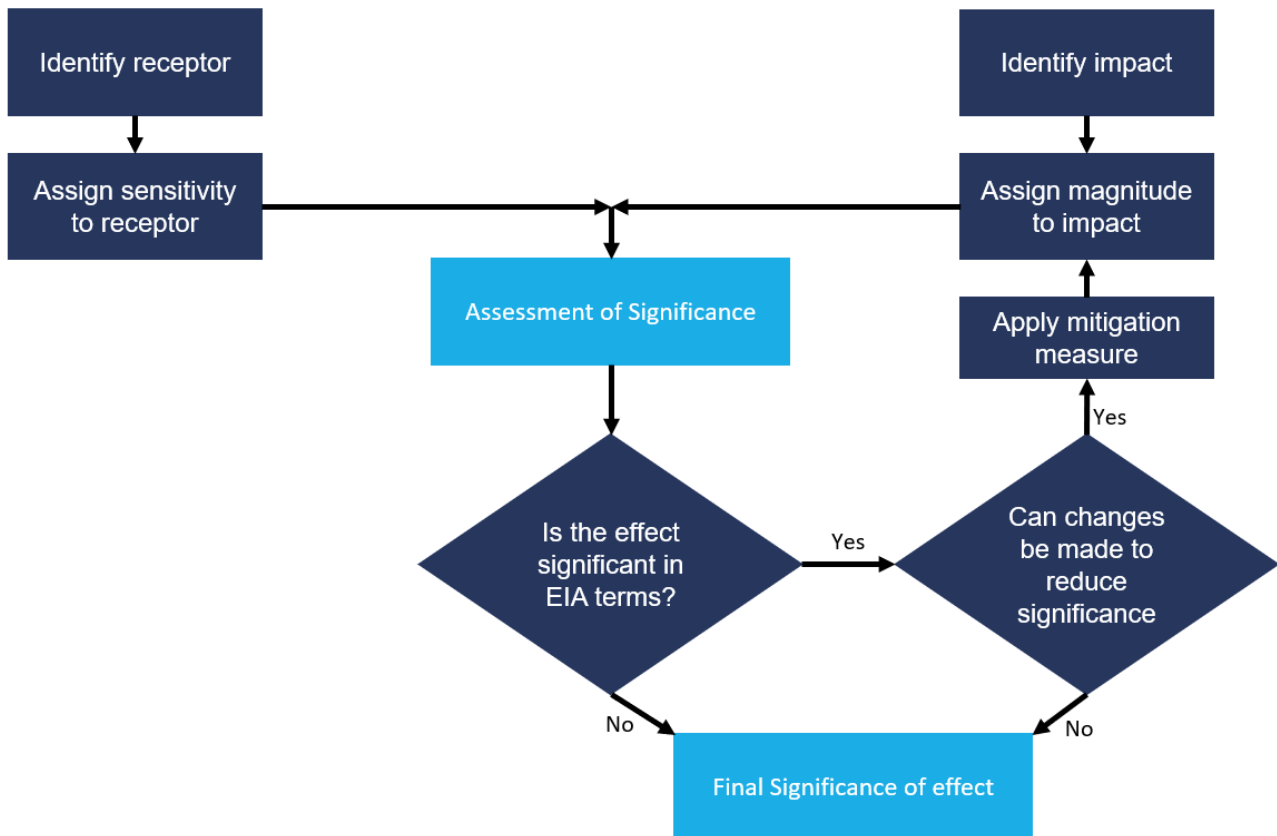 Identify receptor
Identify impact
Assign sensitivity
to receptor
Assign magnitude
to impact
Assessment of Significance
Apply mitigation
measure
Yes
Is the effect
significant in
EIA terms?
Yes
Can changes
be made to
reduce
significance
No
No
Final Significance of effect